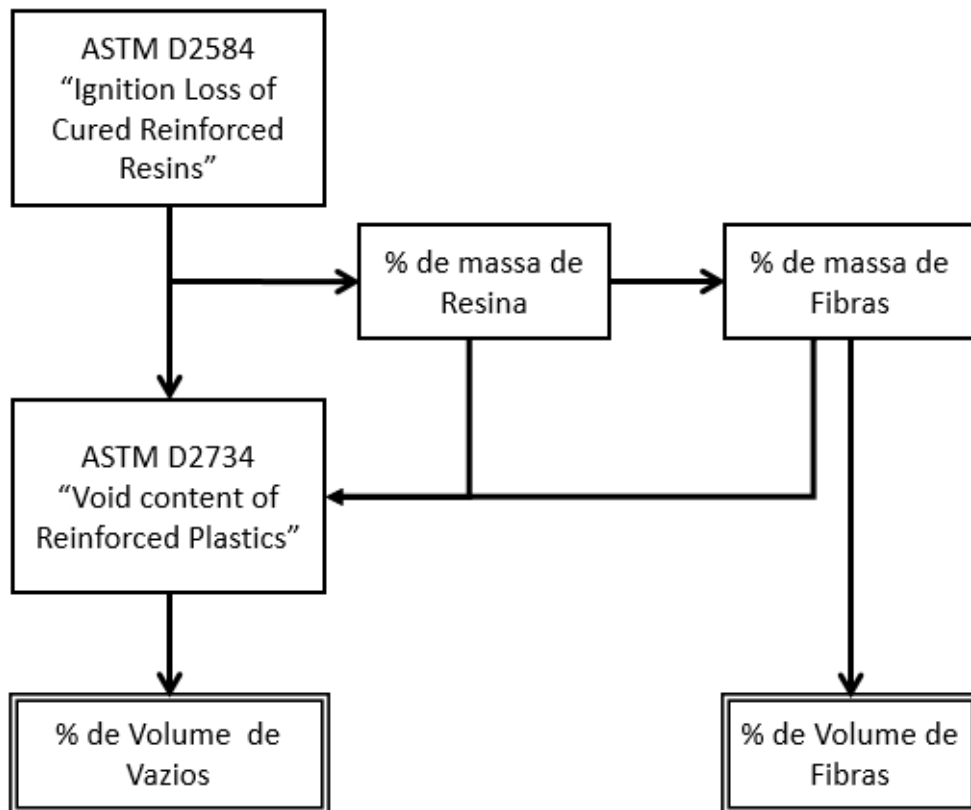 ASTM D2584
“Ignition Loss of
Cured Reinforced
Resins”
% de massa de
Resina
% de massa de
Fibras
ASTM D2734
“Void content of
Reinforced Plastics”
% de Volume de
Vazios
% de Volume de
Fibras